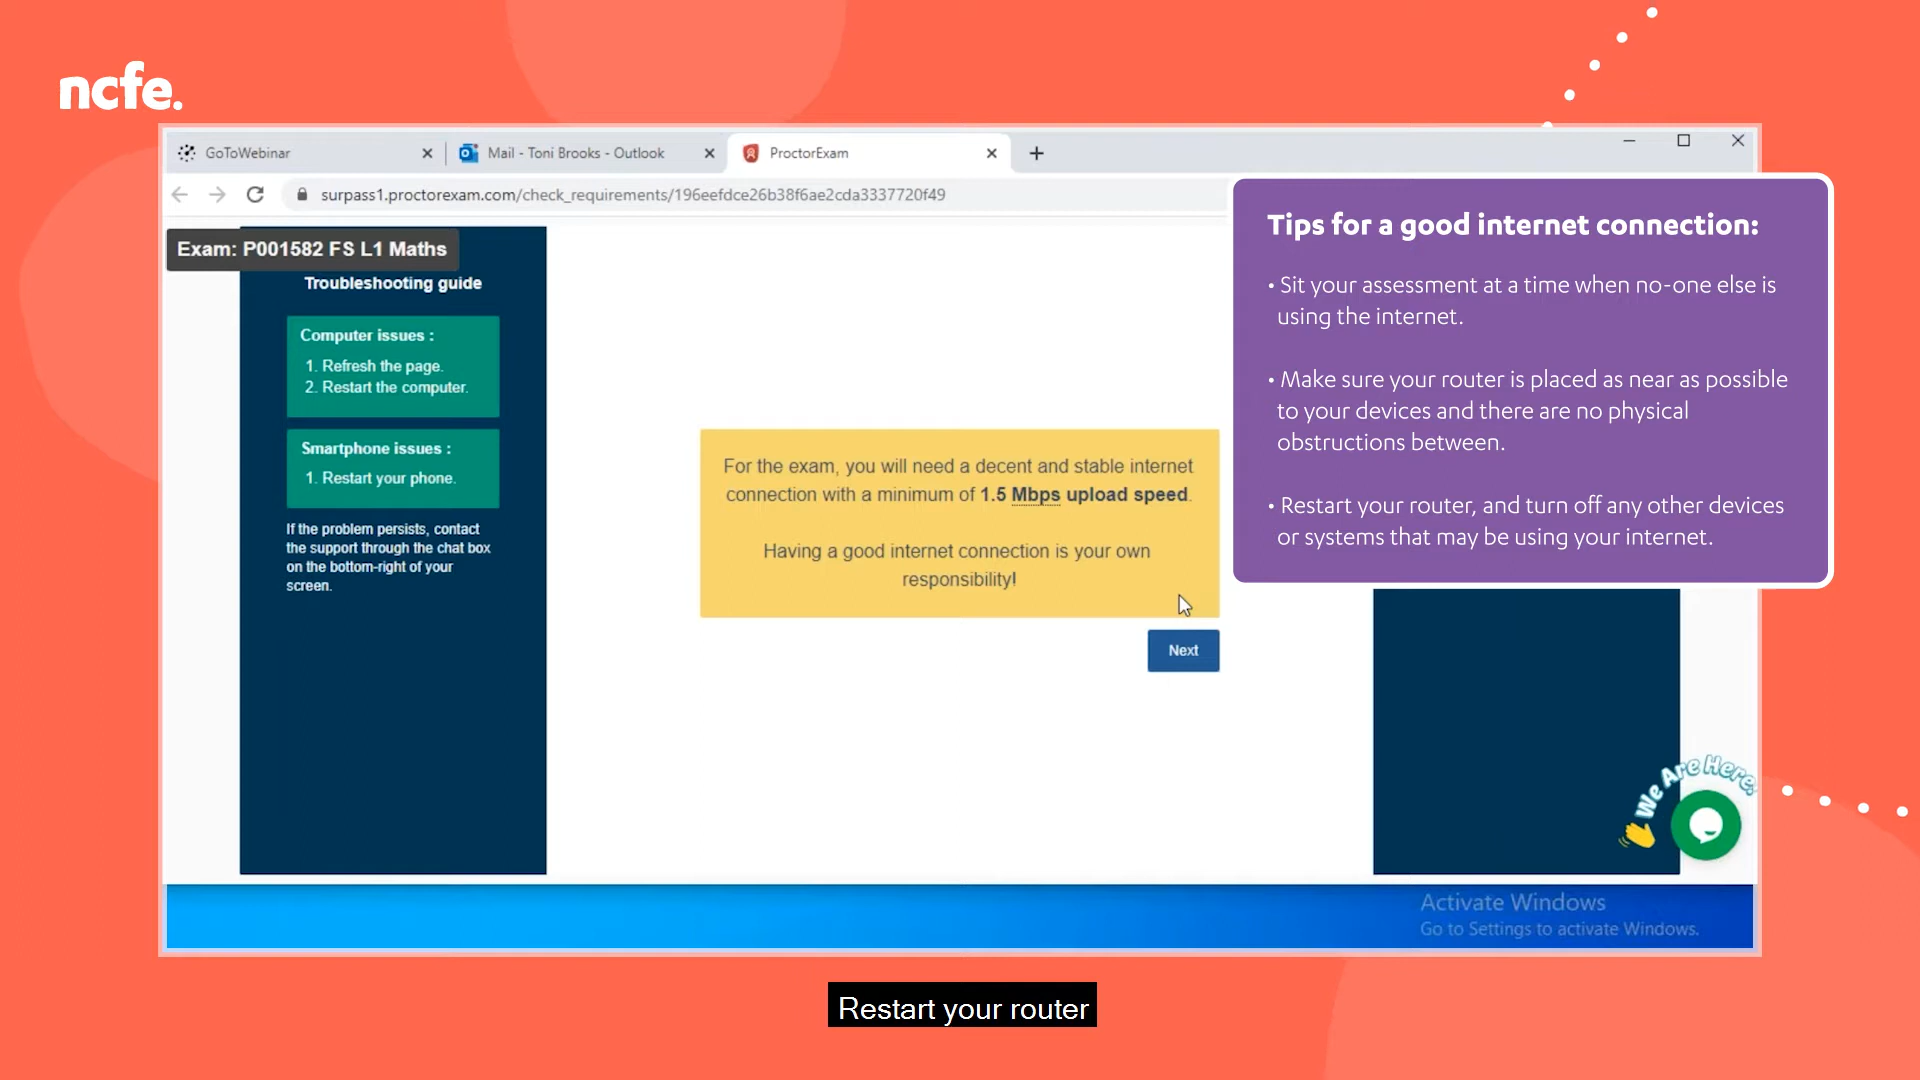 ncfe.
GoToWebinar
Mail - Toni Brooks - Outlook
ProctorExam
surpass1.proctorexam.com/check_requirements/196eefdce26b38f6ae2cda3337720f49
Exam: P001582 FS L1 Maths
Troubleshooting guide
Computer issues :
1. Refresh the page.
2. Restart the computer.
Smartphone issues :
1. Restart your phone.
If the problem persists, contact
the support through the chat box
on the bottom-right of your
screen.
For the exam, you will need a decent and stable internet
connection with a minimum of 1.5 Mbps upload speed.
Having a good internet connection is your own
responsibility!
Next
Tips for a good internet connection:
• Sit your assessment at a time when no-one else is
using the internet.
• Make sure your router is placed as near as possible
to your devices and there are no physical
obstructions between.
• Restart your router, and turn off any other devices
or systems that may be using your internet.
We Are Here!
Activate Windows
Go to Settings to activate Windows.
Restart your router